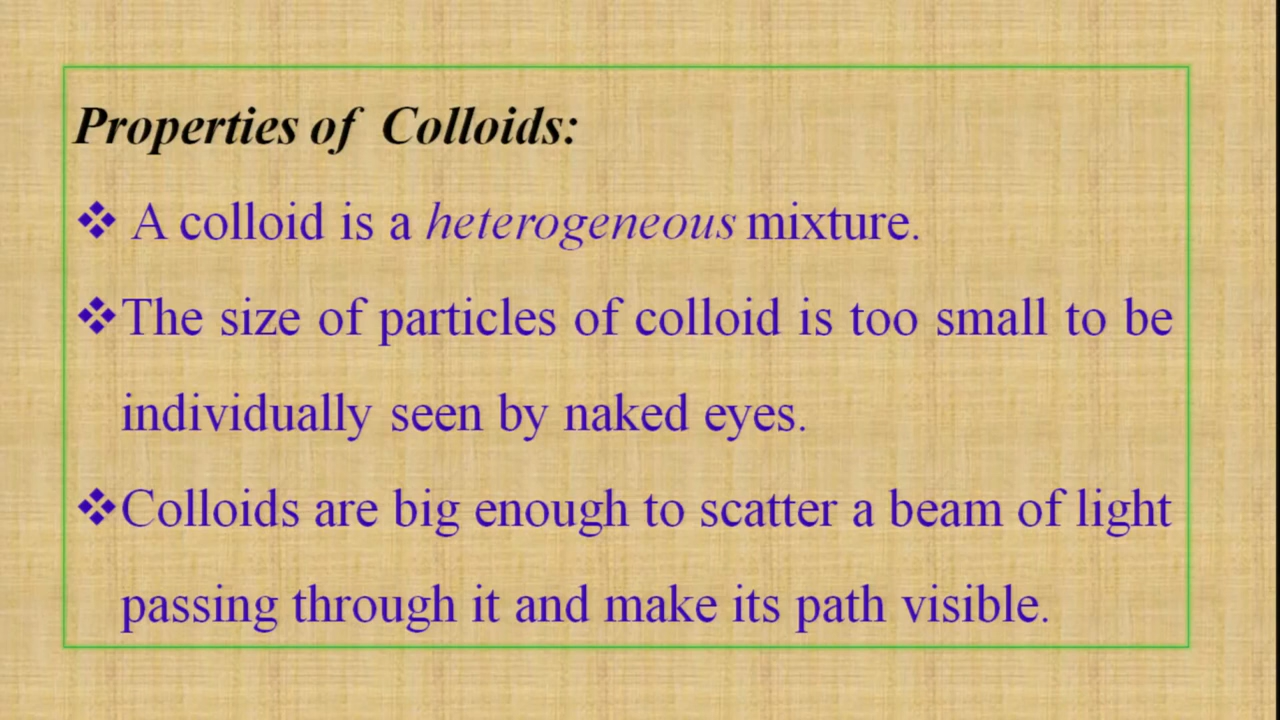 Properties of Colloids:
❖ A colloid is a heterogeneous mixture.
❖The size of particles of colloid is too small to be
individually seen by naked eyes.
❖Colloids are big enough to scatter a beam of light
passing through it and make its path visible.